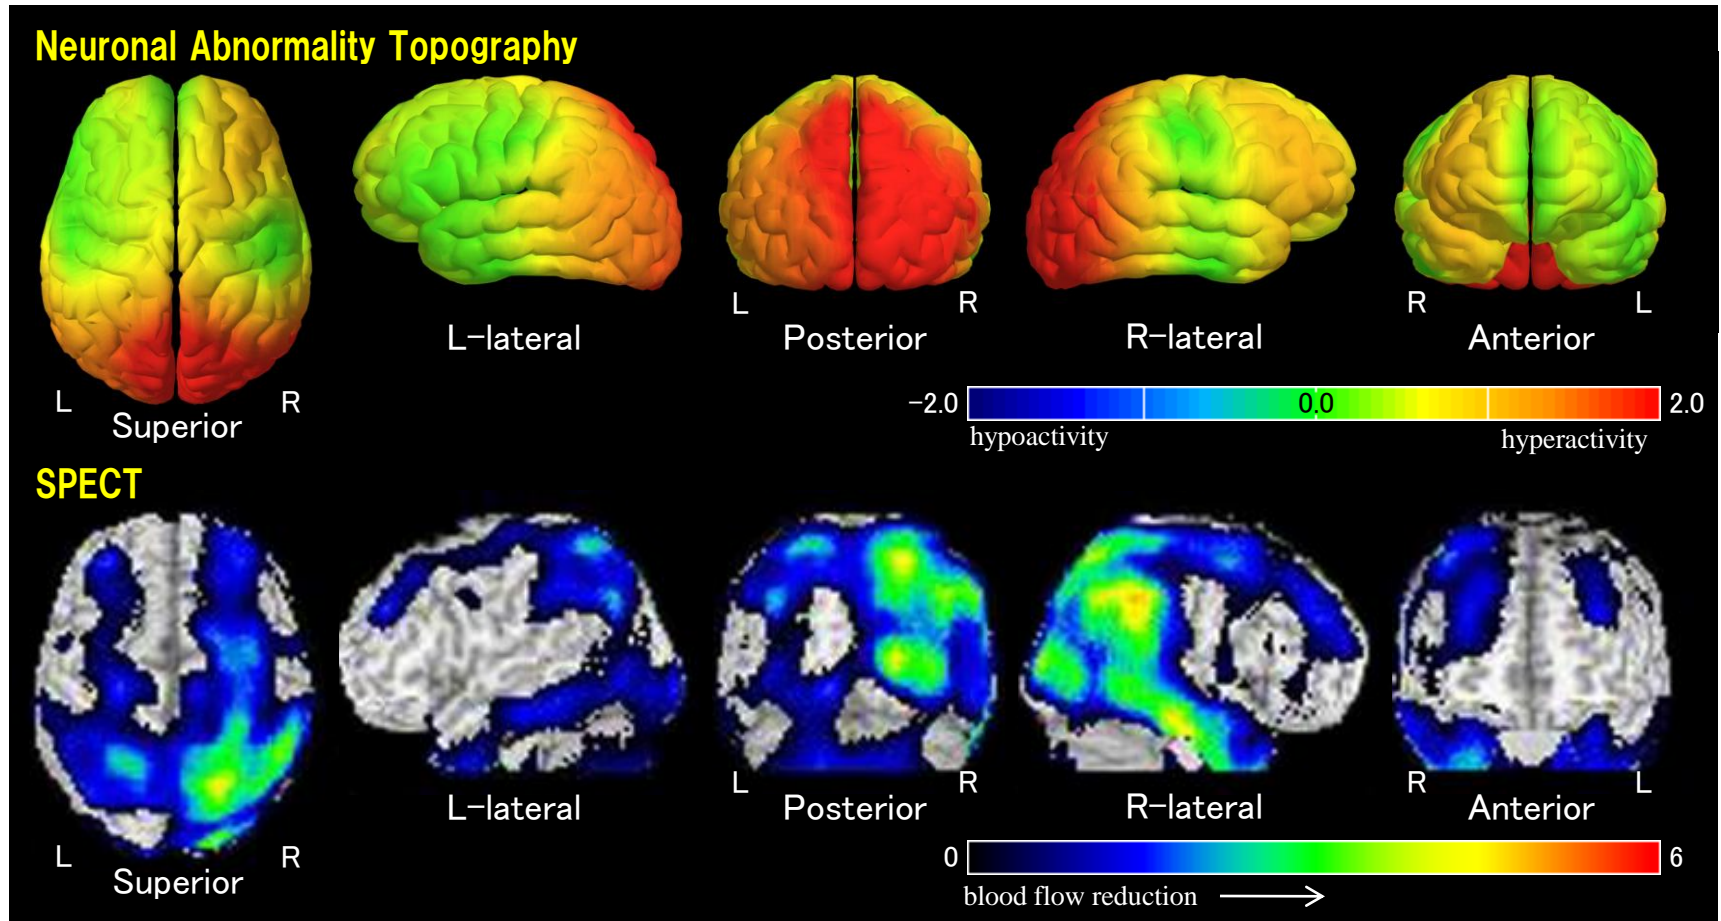 Neuronal Abnormality Topography
L R
L-lateral Posterior R-lateral Anterior
L R
R L
Superior
-2.0 0.0 2.0
hypoactivity hyperactivity
SPECT
L R
R L
L-lateral Posterior R-lateral Anterior
L R
Superior
0 6
blood flow reduction